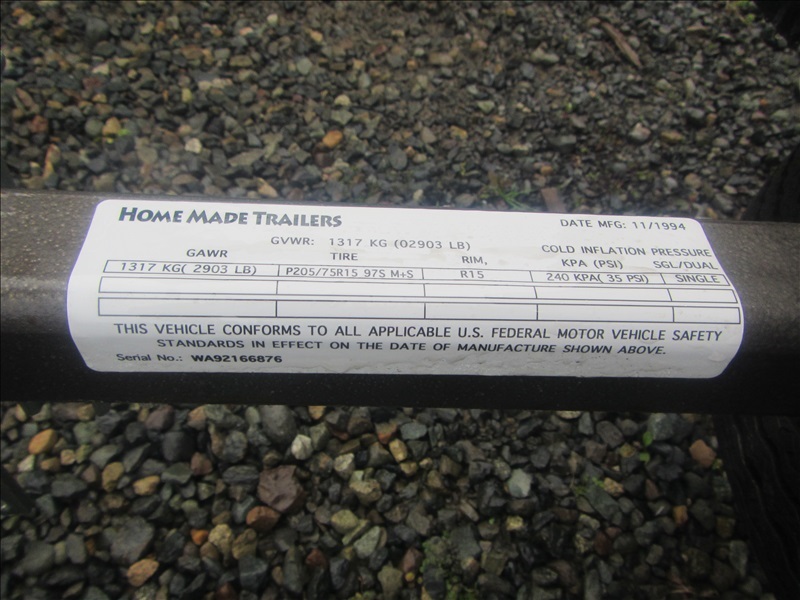 HOME MADE TRAILERS DATE MFG: 11/1994
GVWR: 1317 KG (02903 LB) COLD INFLATION PRESSURE
GAWR TIRE RIM, KPA (PSI) SGL/DUAL
1317 KG( 2903 LB) P205/75R15 97S M+S R15 240 KPA( 35 PSI) SINGLE
THIS VEHICLE CONFORMS TO ALL APPLICABLE U.S. FEDERAL MOTOR VEHICLE SAFETY
STANDARDS IN EFFECT ON THE DATE OF MANUFACTURE SHOWN ABOVE.
Serial No.: WA92166876